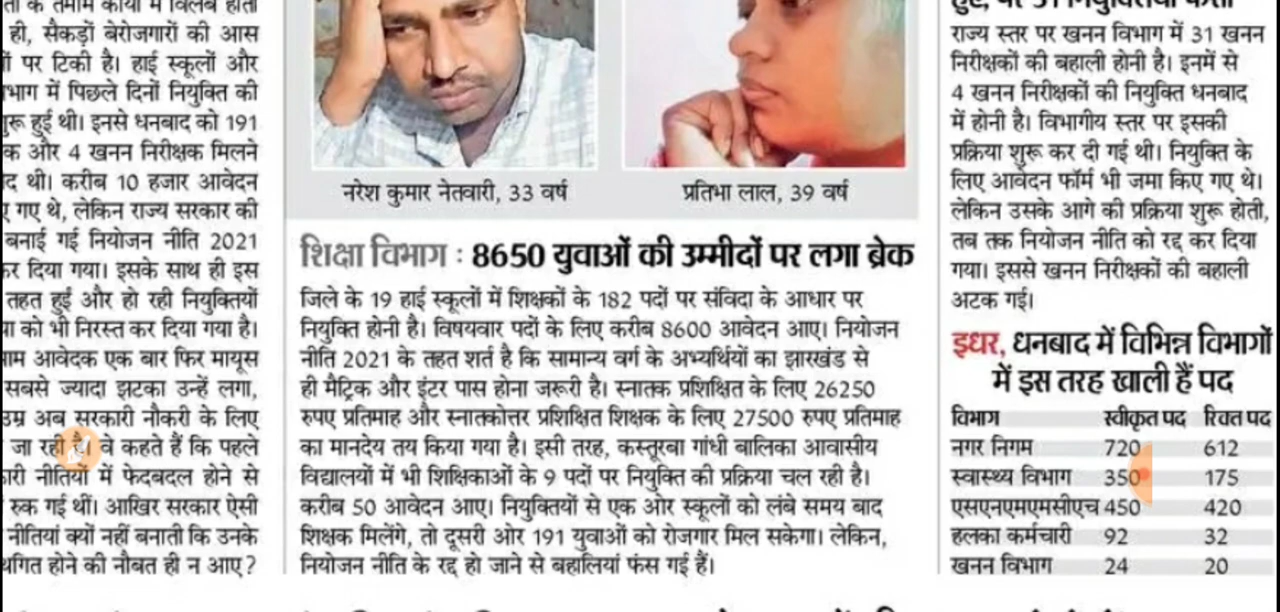 के तमाम कार्यों में विलंब होता
ही, सैकड़ों बेरोजगारों की आस
पर टिकी है। हाई स्कूलों और
में पिछले दिनों नियुक्ति की
हुई थी। इनसे धनबाद को 191
और 4 खनन निरीक्षक मिलने
थी। करीब 10 हजार आवेदन
गए थे, लेकिन राज्य सरकार की
बनाई गई नियोजन नीति 2021
कर दिया गया। इसके साथ ही इस
तहत हुई और हो रही नियुक्तियों
को भी निरस्त कर दिया गया है।
आवेदक एक बार फिर मायूस
सबसे ज्यादा झटका उन्हें लगा,
अब सरकारी नौकरी के लिए
जा रही है। वे कहते हैं कि पहले
नीतियों में फेदबदल होने से
रुक गई थीं। आखिर सरकार ऐसी
नीतियां क्यों नहीं बनाती कि उनके
होने की नौबत ही न आए?
नरेश कुमार नेतवारी, 33 वर्ष
प्रतिभा लाल, 39 वर्ष
शिक्षा विभाग : 8650 युवाओं की उम्मीदों पर लगा ब्रेक
जिले के 19 हाई स्कूलों में शिक्षकों के 182 पदों पर संविदा के आधार पर
नियुक्ति होनी है। विषयवार पदों के लिए करीब 8600 आवेदन आए। नियोजन
नीति 2021 के तहत शर्त है कि सामान्य वर्ग के अभ्यर्थियों का झारखंड से
ही मैट्रिक और इंटर पास होना जरूरी है। स्नातक प्रशिक्षित के लिए 26250
रुपए प्रतिमाह और स्नातकोत्तर प्रशिक्षित शिक्षक के लिए 27500 रुपए प्रतिमाह
का मानदेय तय किया गया है। इसी तरह, कस्तूरबा गांधी बालिका आवासीय
विद्यालयों में भी शिक्षिकाओं के 9 पदों पर नियुक्ति की प्रक्रिया चल रही है।
करीब 50 आवेदन आए। नियुक्तियों से एक ओर स्कूलों को लंबे समय बाद
शिक्षक मिलेंगे, तो दूसरी ओर 191 युवाओं को रोजगार मिल सकेगा। लेकिन,
नियोजन नीति के रद्द हो जाने से बहालियां फंस गई हैं।
हुए, पर 31 नियुक्तियां फंसी
राज्य स्तर पर खनन विभाग में 31 खनन
निरीक्षकों की बहाली होनी है। इनमें से
4 खनन निरीक्षकों की नियुक्ति धनबाद
में होनी है। विभागीय स्तर पर इसकी
प्रक्रिया शुरू कर दी गई थी। नियुक्ति के
लिए आवेदन फॉर्म भी जमा किए गए थे।
लेकिन उसके आगे की प्रक्रिया शुरू होती,
तब तक नियोजन नीति को रद्द कर दिया
गया। इससे खनन निरीक्षकों की बहाली
अटक गई।
इधर, धनबाद में विभिन्न विभागों
में इस तरह खाली हैं पद
विभाग स्वीकृत पद रिक्त पद
नगर निगम 720 612
स्वास्थ्य विभाग 350 175
एसएनएमएमसीएच 450 420
हलका कर्मचारी 92 32
खनन विभाग 24 20